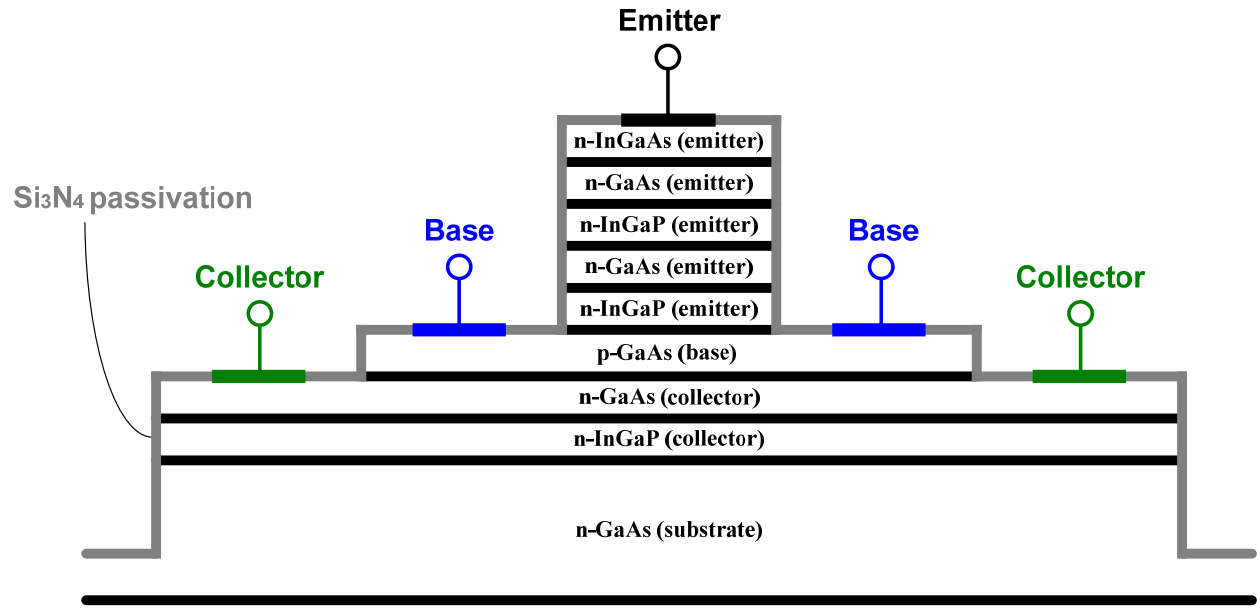 Emitter
n-InGaAs (emitter)
n-GaAs (emitter)
Si₃N₄ passivation
n-InGaP (emitter)
Base
Base
n-GaAs (emitter)
Collector
Collector
n-InGaP (emitter)
p-GaAs (base)
n-GaAs (collector)
n-InGaP (collector)
n-GaAs (substrate)